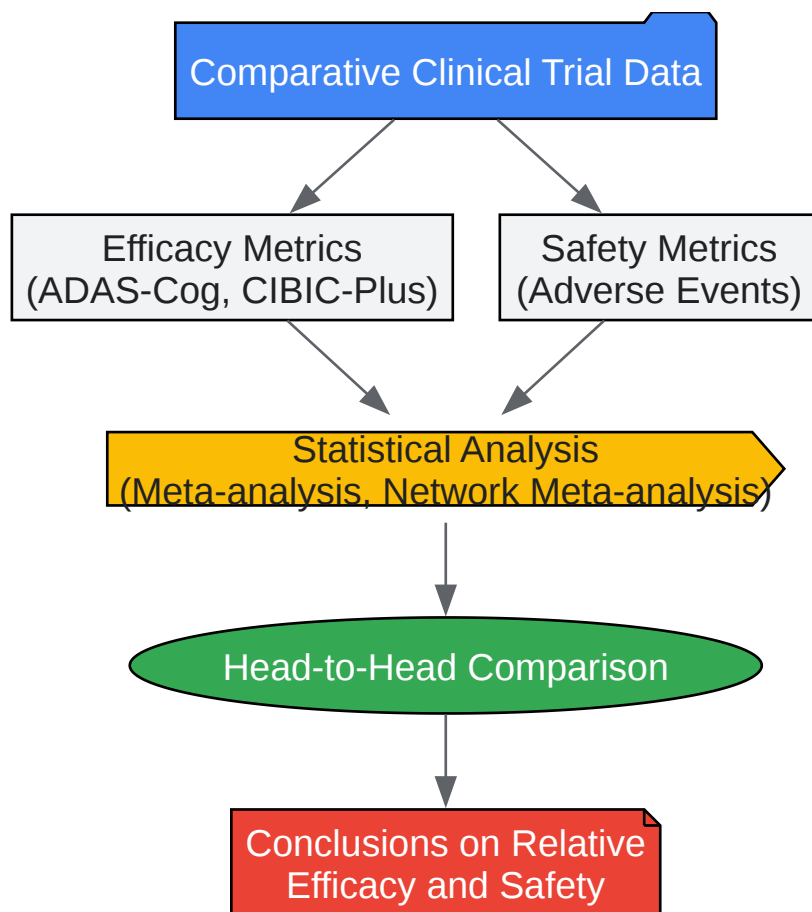 Comparative Clinical Trial Data
Efficacy Metrics
(ADAS-Cog, CIBIC-Plus)
Safety Metrics
(Adverse Events)
Statistical Analysis
(Meta-analysis, Network Meta-analysis)
Head-to-Head Comparison
Conclusions on Relative
Efficacy and Safety